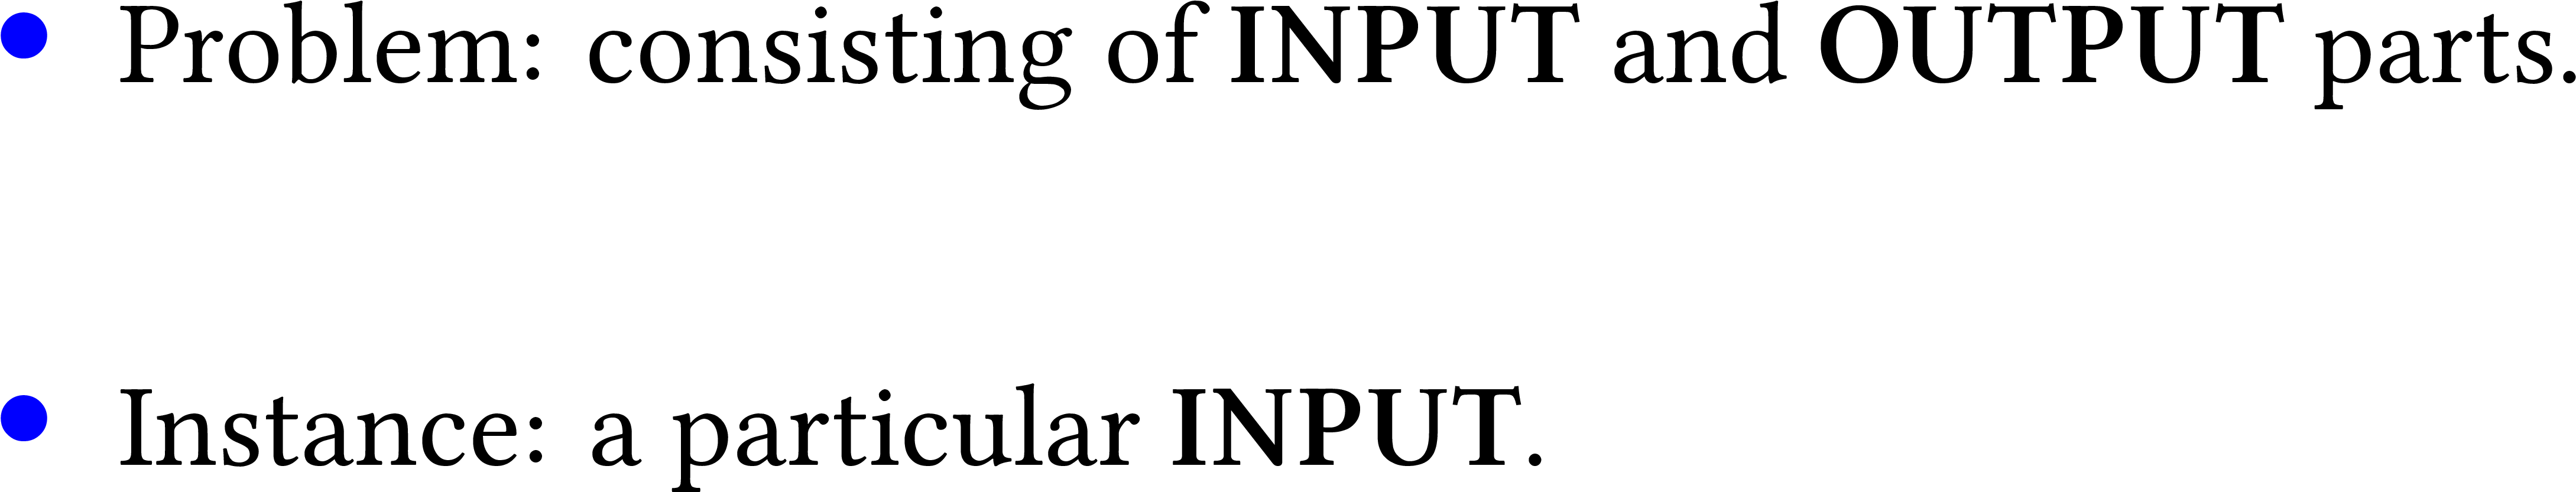 • Problem: consisting of INPUT and OUTPUT parts.
• Instance: a particular INPUT.